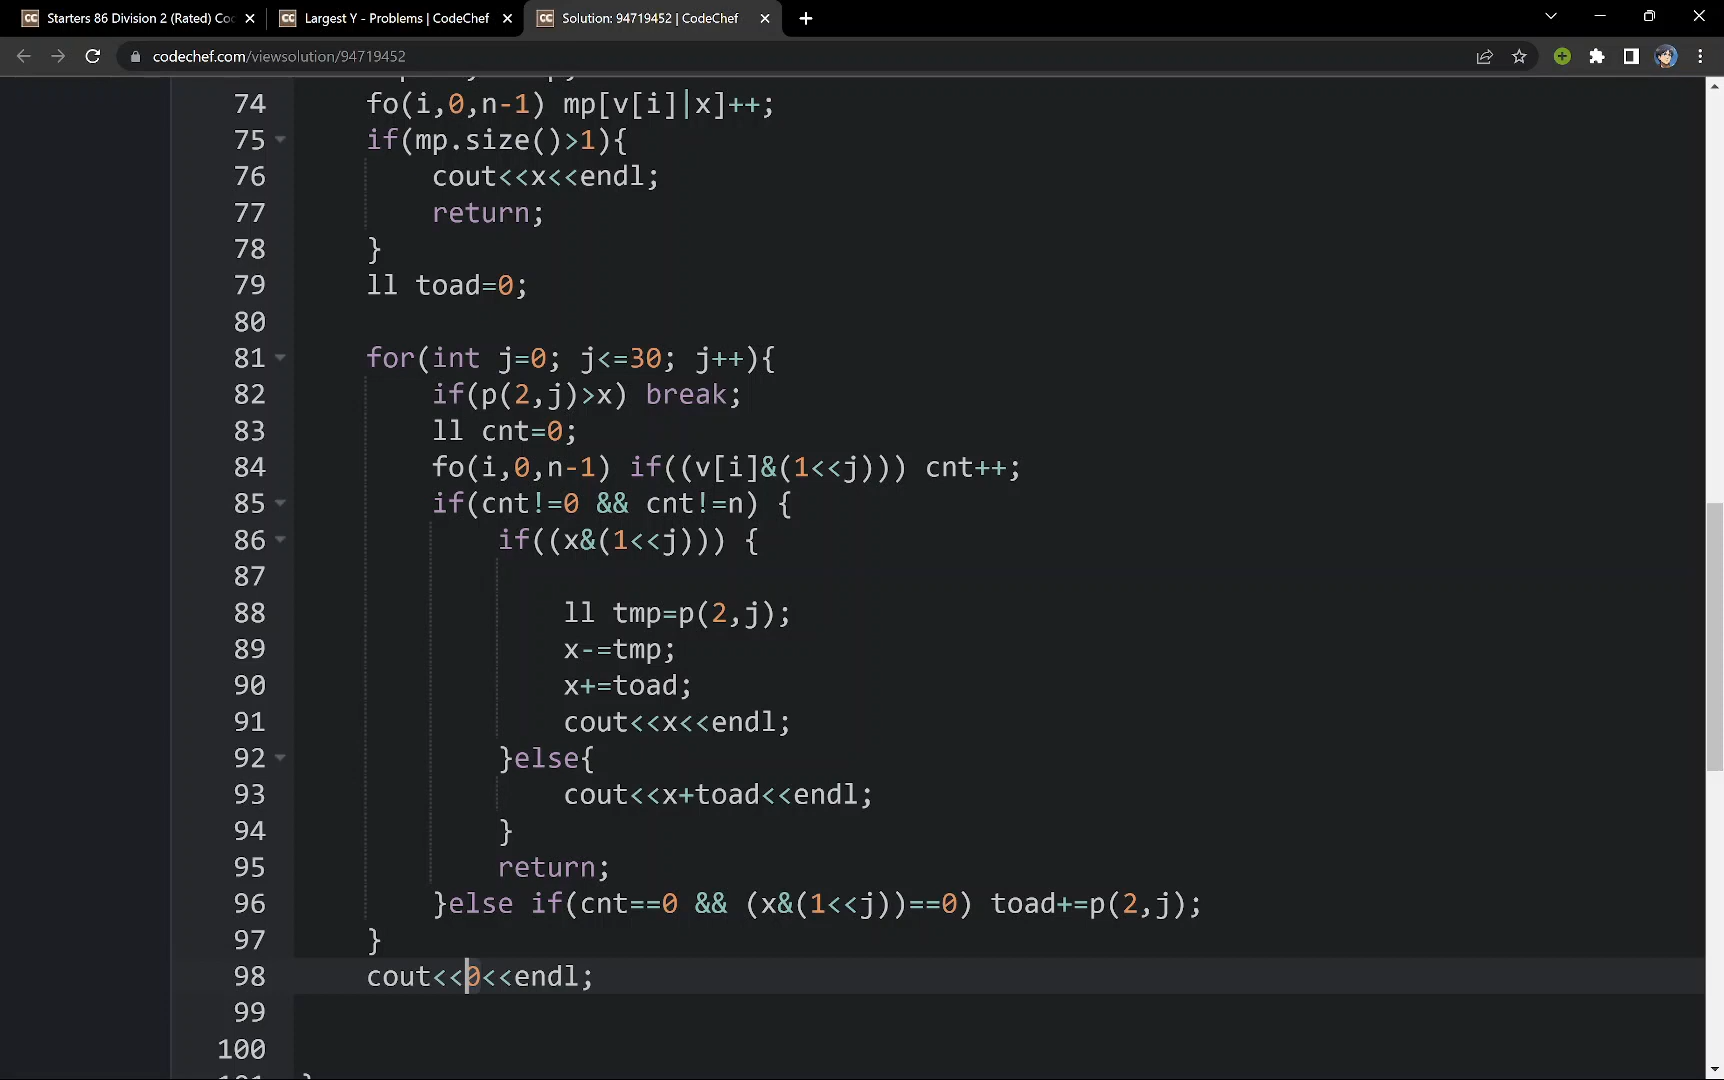 Starters 86 Division 2 (Rated) Co
Largest Y - Problems | CodeChef
Solution: 94719452 | CodeChef
codechef.com/viewsolution/94719452
74 fo(i,0,n-1) mp[v[i]|x]++;
75 if(mp.size()>1){
76 cout<<x<<endl;
77 return;
78 }
79 ll toad=0;
80
81 for(int j=0; j<=30; j++){
82 if(p(2,j)>x) break;
83 ll cnt=0;
84 fo(i,0,n-1) if((v[i]&(1<<j))) cnt++;
85 if(cnt!=0 && cnt!=n) {
86 if((x&(1<<j))) {
87
88 ll tmp=p(2,j);
89 x-=tmp;
90 x+=toad;
91 cout<<x<<endl;
92 }else{
93 cout<<x+toad<<endl;
94 }
95 return;
96 }else if(cnt==0 && (x&(1<<j))==0) toad+=p(2,j);
97 }
98 cout<<0<<endl;
99
100